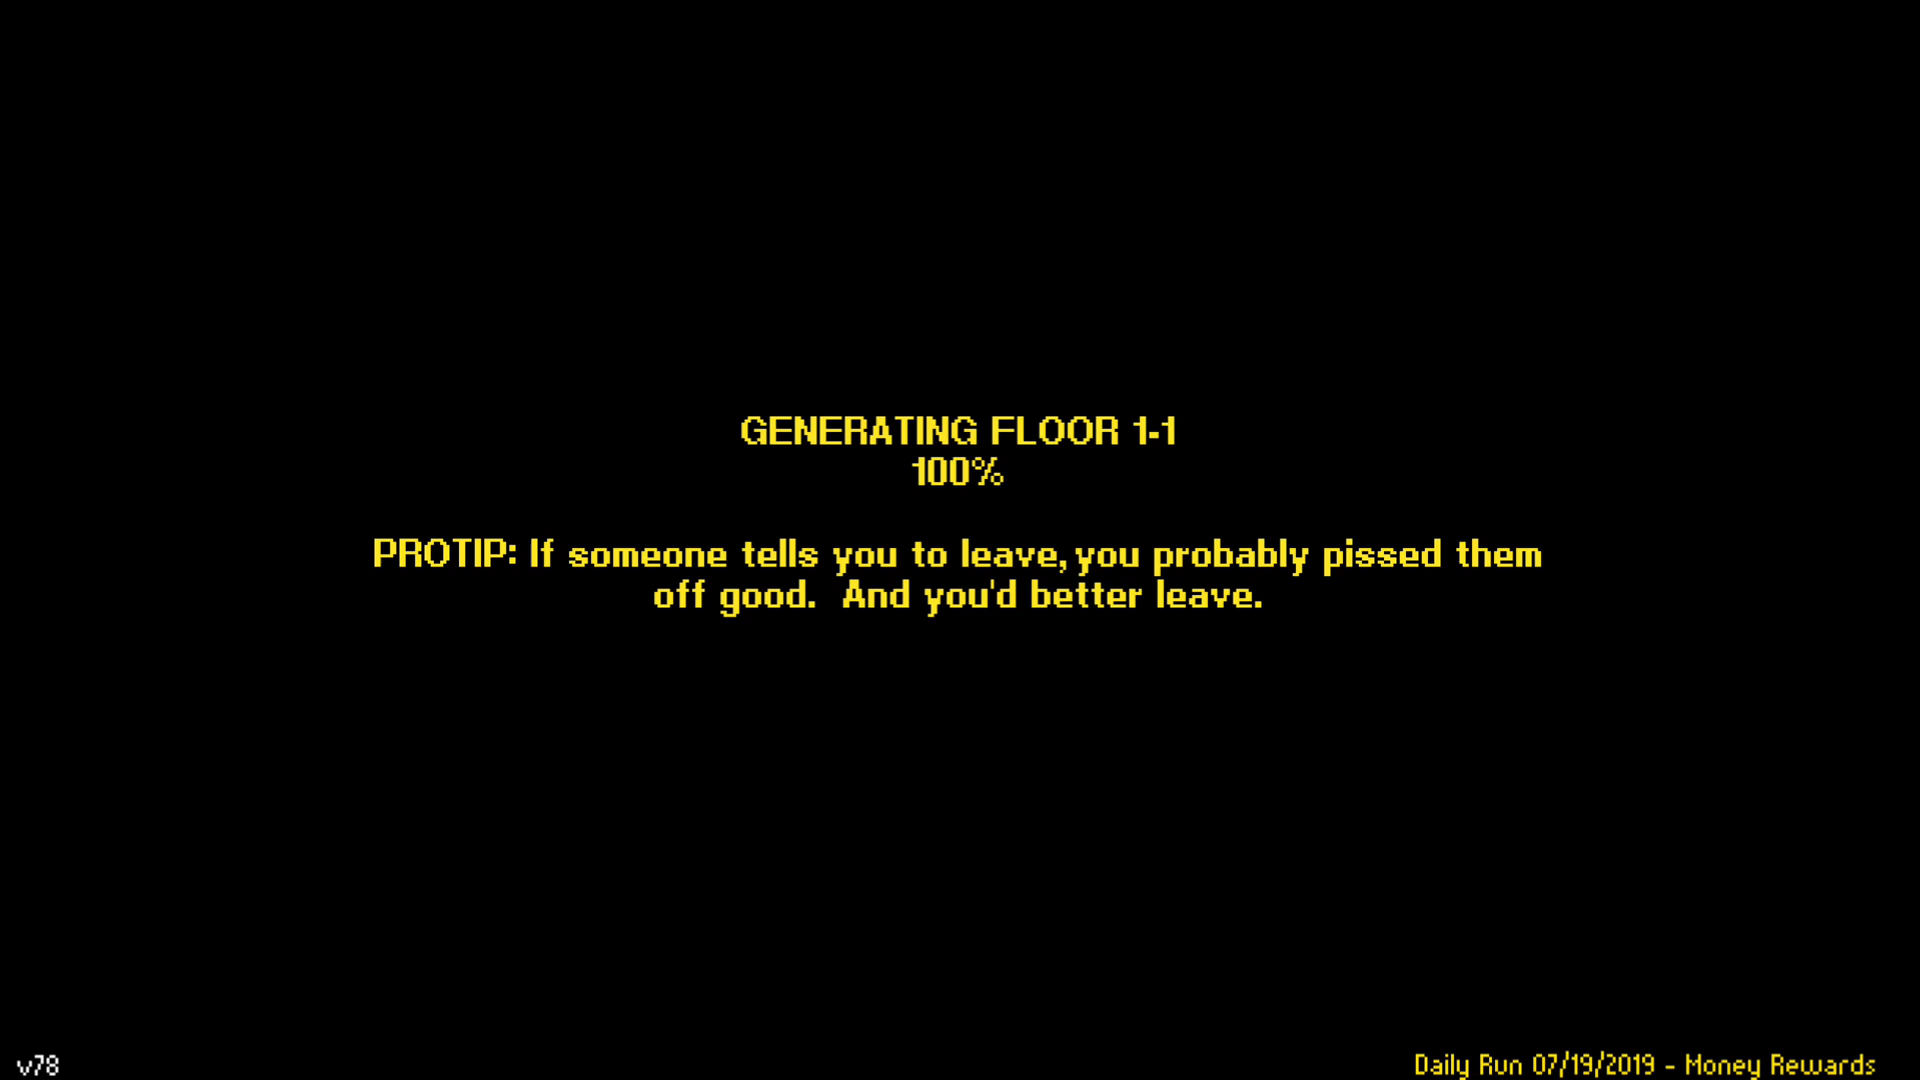 GENERATING FLOOR 1-1
100%
PROTIP: If someone tells you to leave, you probably pissed them
off good.  And you'd better leave.
v78
Daily Run 07/19/2019 - Money Rewards